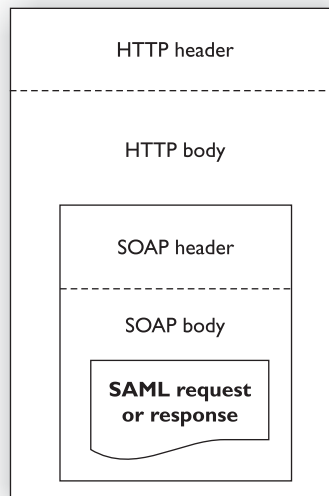 HTTP header
HTTP body
SOAP header
SOAP body
SAML request
or response